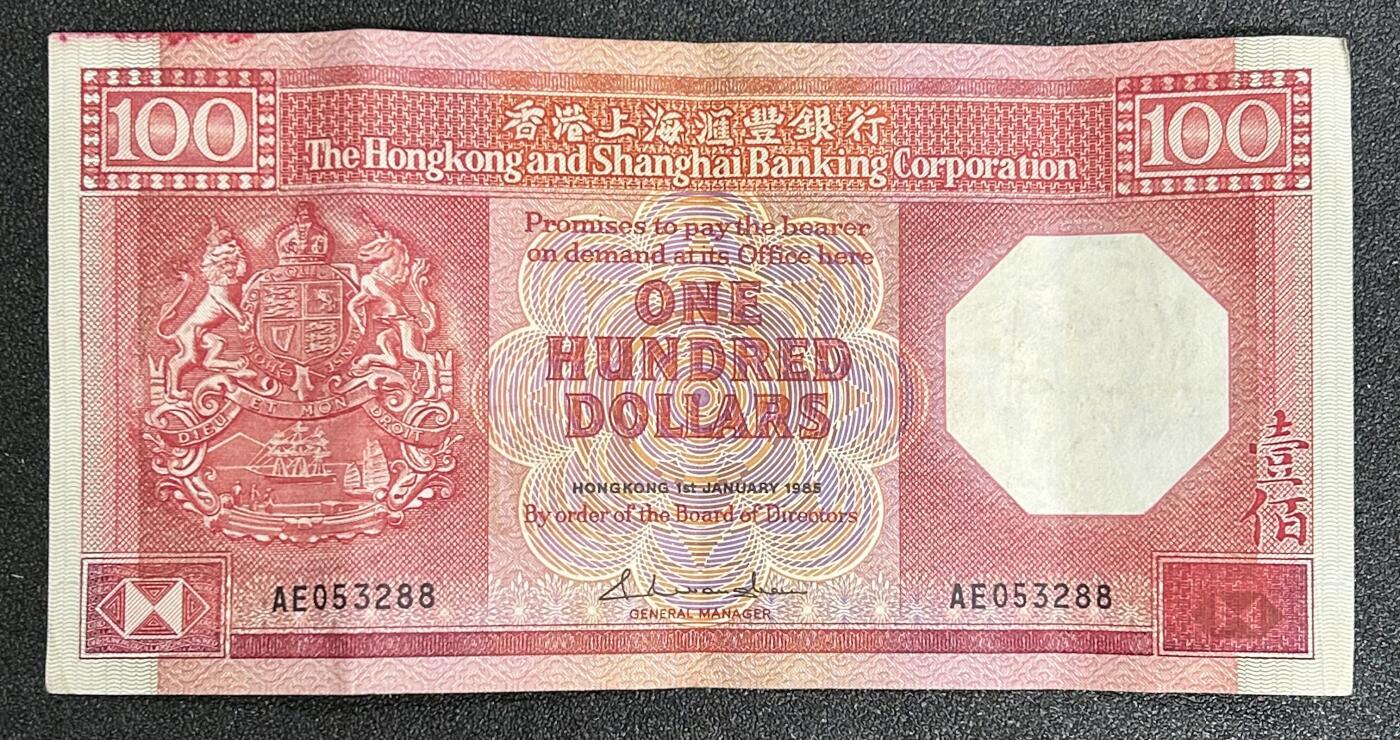 100
香港上海滙豐銀行
100
The Hongkong and Shanghai Banking Corporation
Promises to pay the bearer
on demand at its Office here
ONE
HUNDRED
DOLLARS
DIEU ET MON DROIT
HONGKONG 1st JANUARY 1985
By order of the Board of Directors
壹
佰
AE053288
AE053288
GENERAL MANAGER